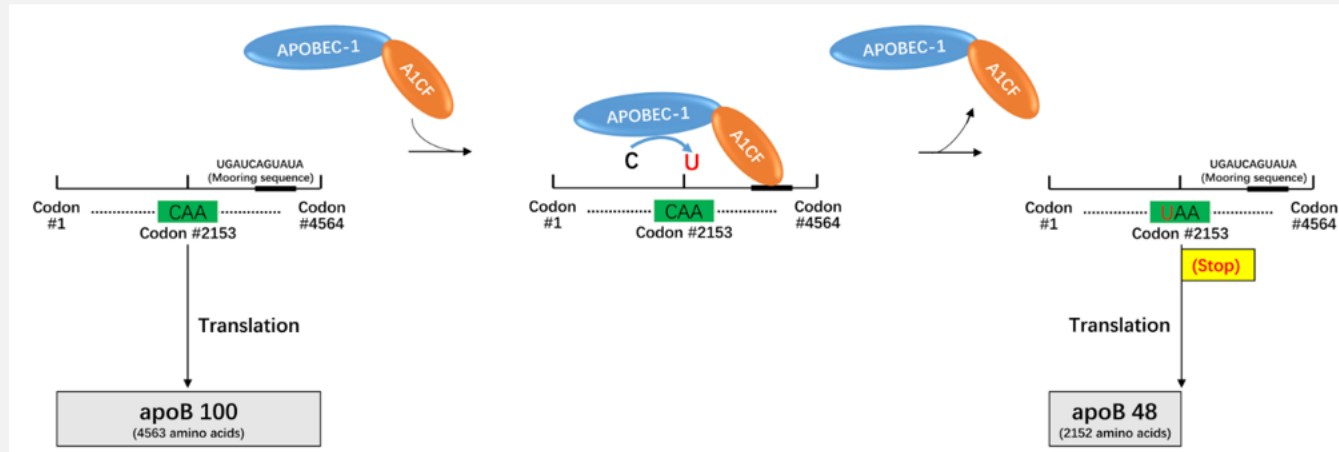 APOBEC-1
A1CF
UGAUCAGUAUA
(Mooring sequence)
Codon
#1
CAA
Codon
#4564
Codon #2153
Translation
apoB 100
(4563 amino acids)
APOBEC-1
A1CF
C
U
Codon
#1
CAA
Codon
#4564
Codon #2153
APOBEC-1
A1CF
UGAUCAGUAUA
(Mooring sequence)
Codon
#1
UAA
Codon
#4564
Codon #2153
(Stop)
Translation
apoB 48
(2152 amino acids)